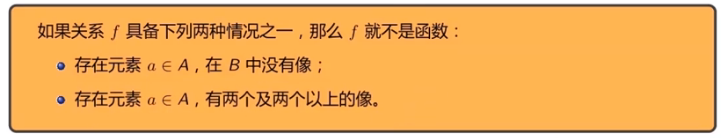 如果关系 f 具备下列两种情况之一，那么 f 就不是函数：
存在元素 a ∈ A，在 B 中没有像；
存在元素 a ∈ A，有两个及两个以上的像。